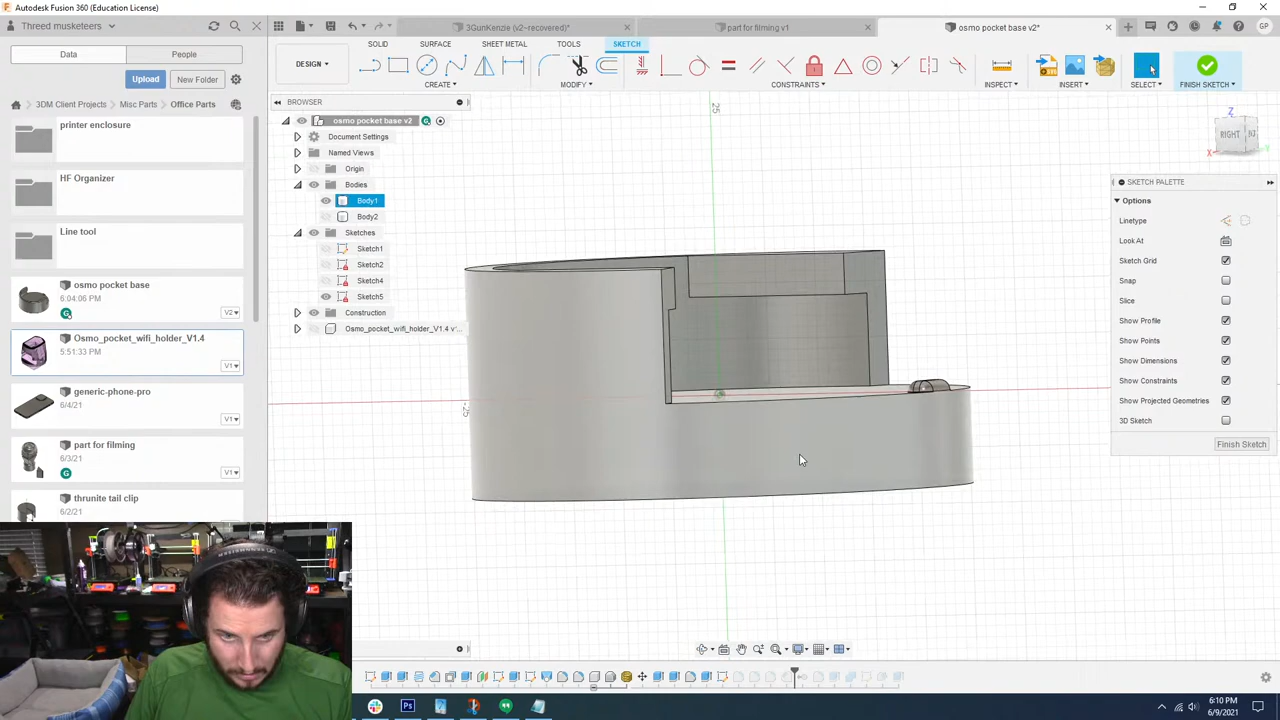 Autodesk Fusion 360 (Education License)
Threed musketeers
3GunKenzie (v2~recovered)*
part for filming v1
osmo pocket base v2*
GP
Data
People
SOLID
SURFACE
SHEET METAL
TOOLS
SKETCH
DESIGN
Upload
New Folder
CREATE
MODIFY
CONSTRAINTS
INSPECT
INSERT
SELECT
FINISH SKETCH
3DM Client Projects
Misc Parts
Office Parts
BROWSER
osmo pocket base v2
Document Settings
Named Views
Origin
Bodies
Body1
Body2
Sketches
Sketch1
Sketch2
Sketch4
Sketch5
Construction
Osmo_pocket_wifi_holder_V1.4 v'...
printer enclosure
HF Organizer
Line tool
osmo pocket base
6:04:06 PM
V2
Osmo_pocket_wifi_holder_V1.4
5:51:33 PM
V1
generic-phone-pro
6/4/21
V1
part for filming
6/3/21
V1
thrunite tail clip
6/2/21
V1
25
25
Z
RIGHT
X
SKETCH PALETTE
Options
Linetype
Look At
Sketch Grid
Snap
Slice
Show Profile
Show Points
Show Dimensions
Show Constraints
Show Projected Geometries
3D Sketch
Finish Sketch
6:10 PM
6/9/2021